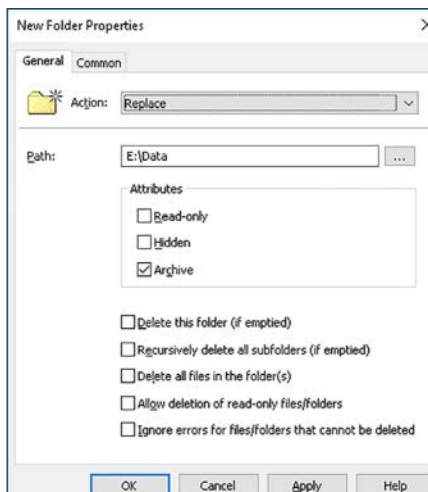 New Folder Properties
General Common
Action: Replace
Path: E:\Data ...
Attributes
Read-only
Hidden
Archive
Delete this folder (if emptied)
Recursively delete all subfolders (if emptied)
Delete all files in the folder(s)
Allow deletion of read-only files/folders
Ignore errors for files/folders that cannot be deleted
OK Cancel Apply Help